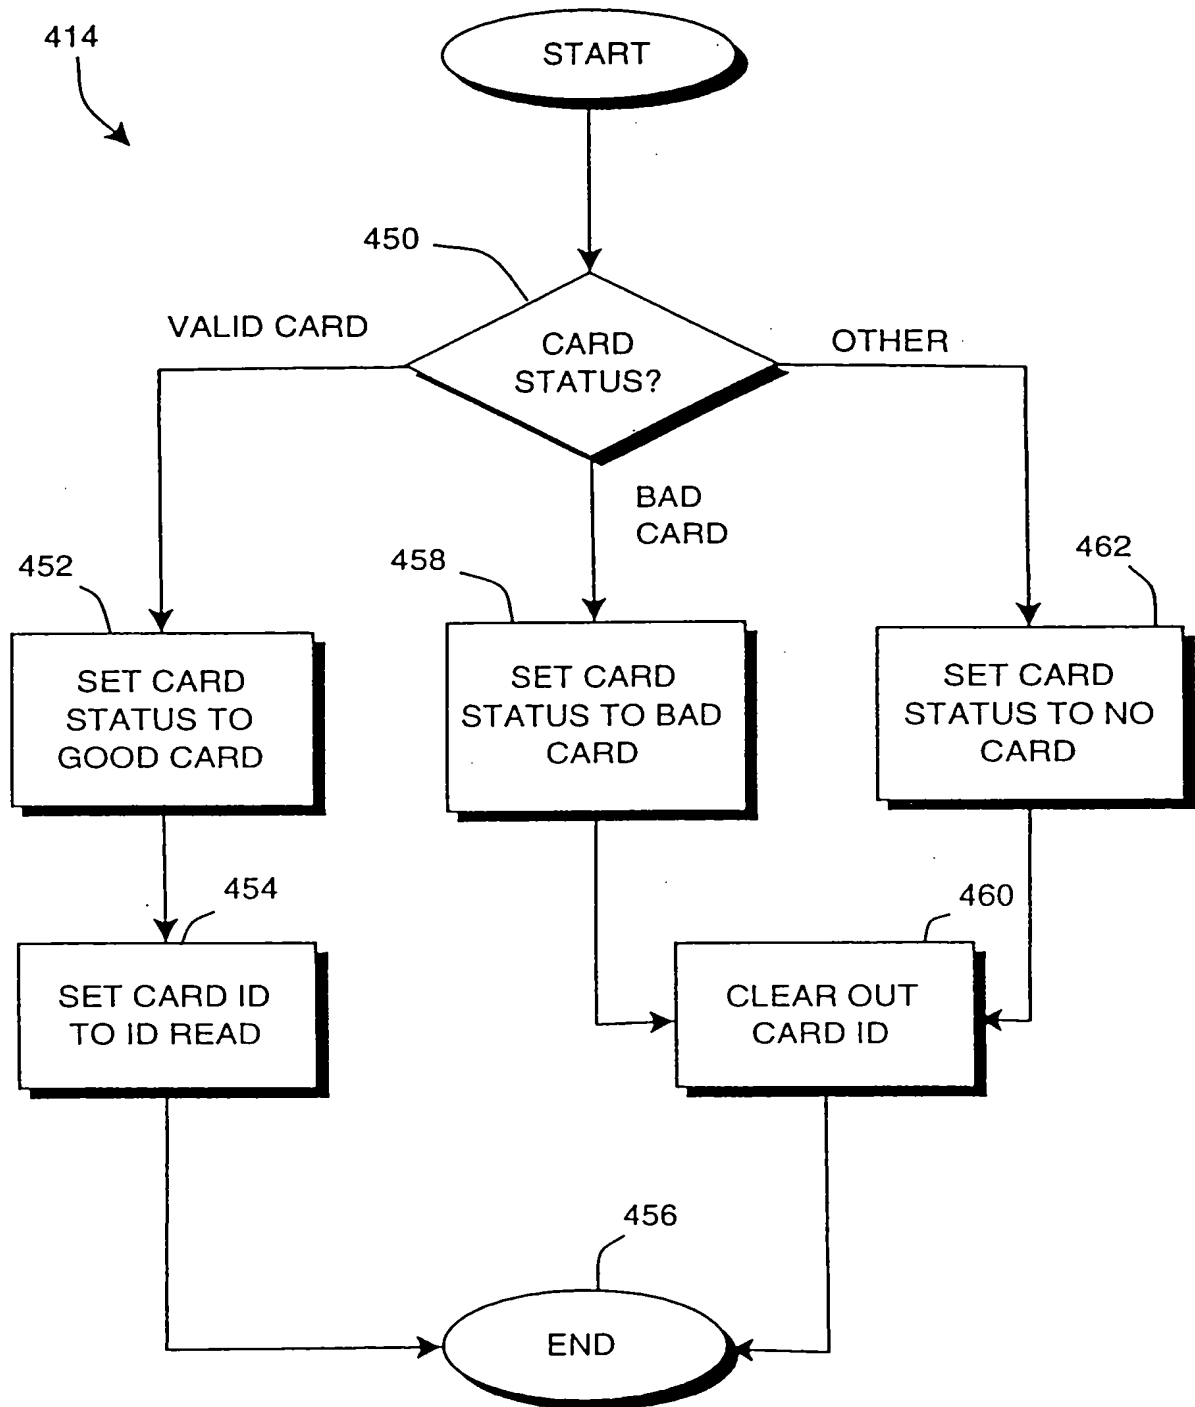 414
START
450
VALID CARD
CARD
STATUS?
OTHER
BAD
CARD
452
458
462
SET CARD
STATUS TO
GOOD CARD
SET CARD
STATUS TO BAD
CARD
SET CARD
STATUS TO NO
CARD
454
460
SET CARD ID
TO ID READ
CLEAR OUT
CARD ID
456
END